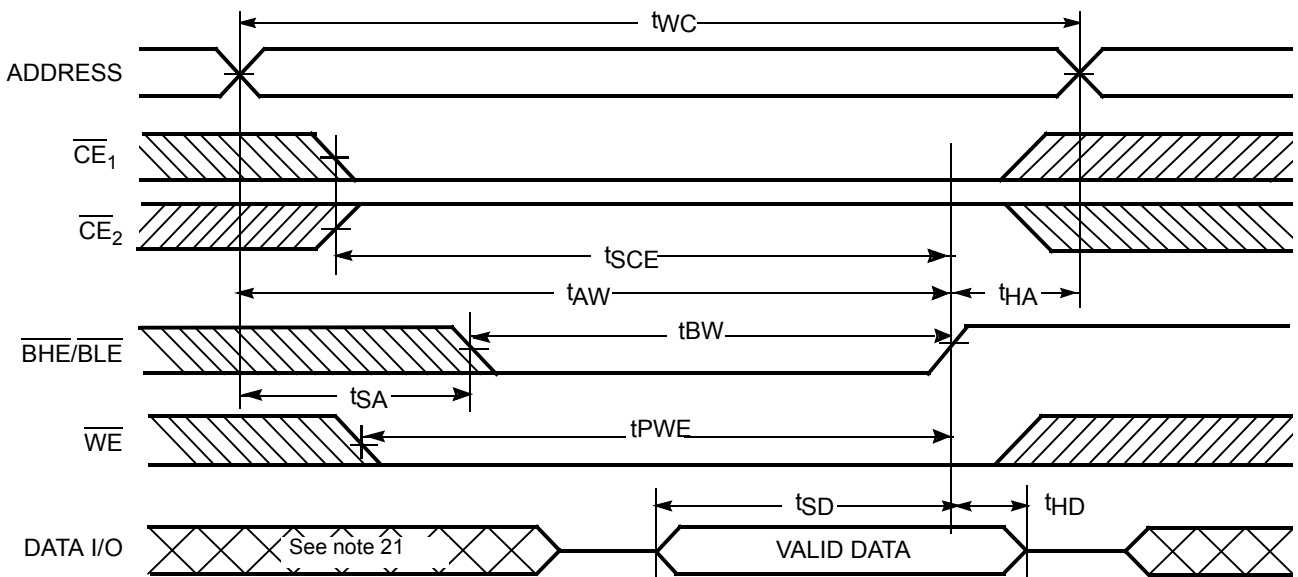 tWC
ADDRESS
CE1
CE2
tSCE
tAW
tHA
BHE/BLE
tBW
tSA
WE
tPWE
tSD
tHD
DATA I/O
See note 21
VALID DATA